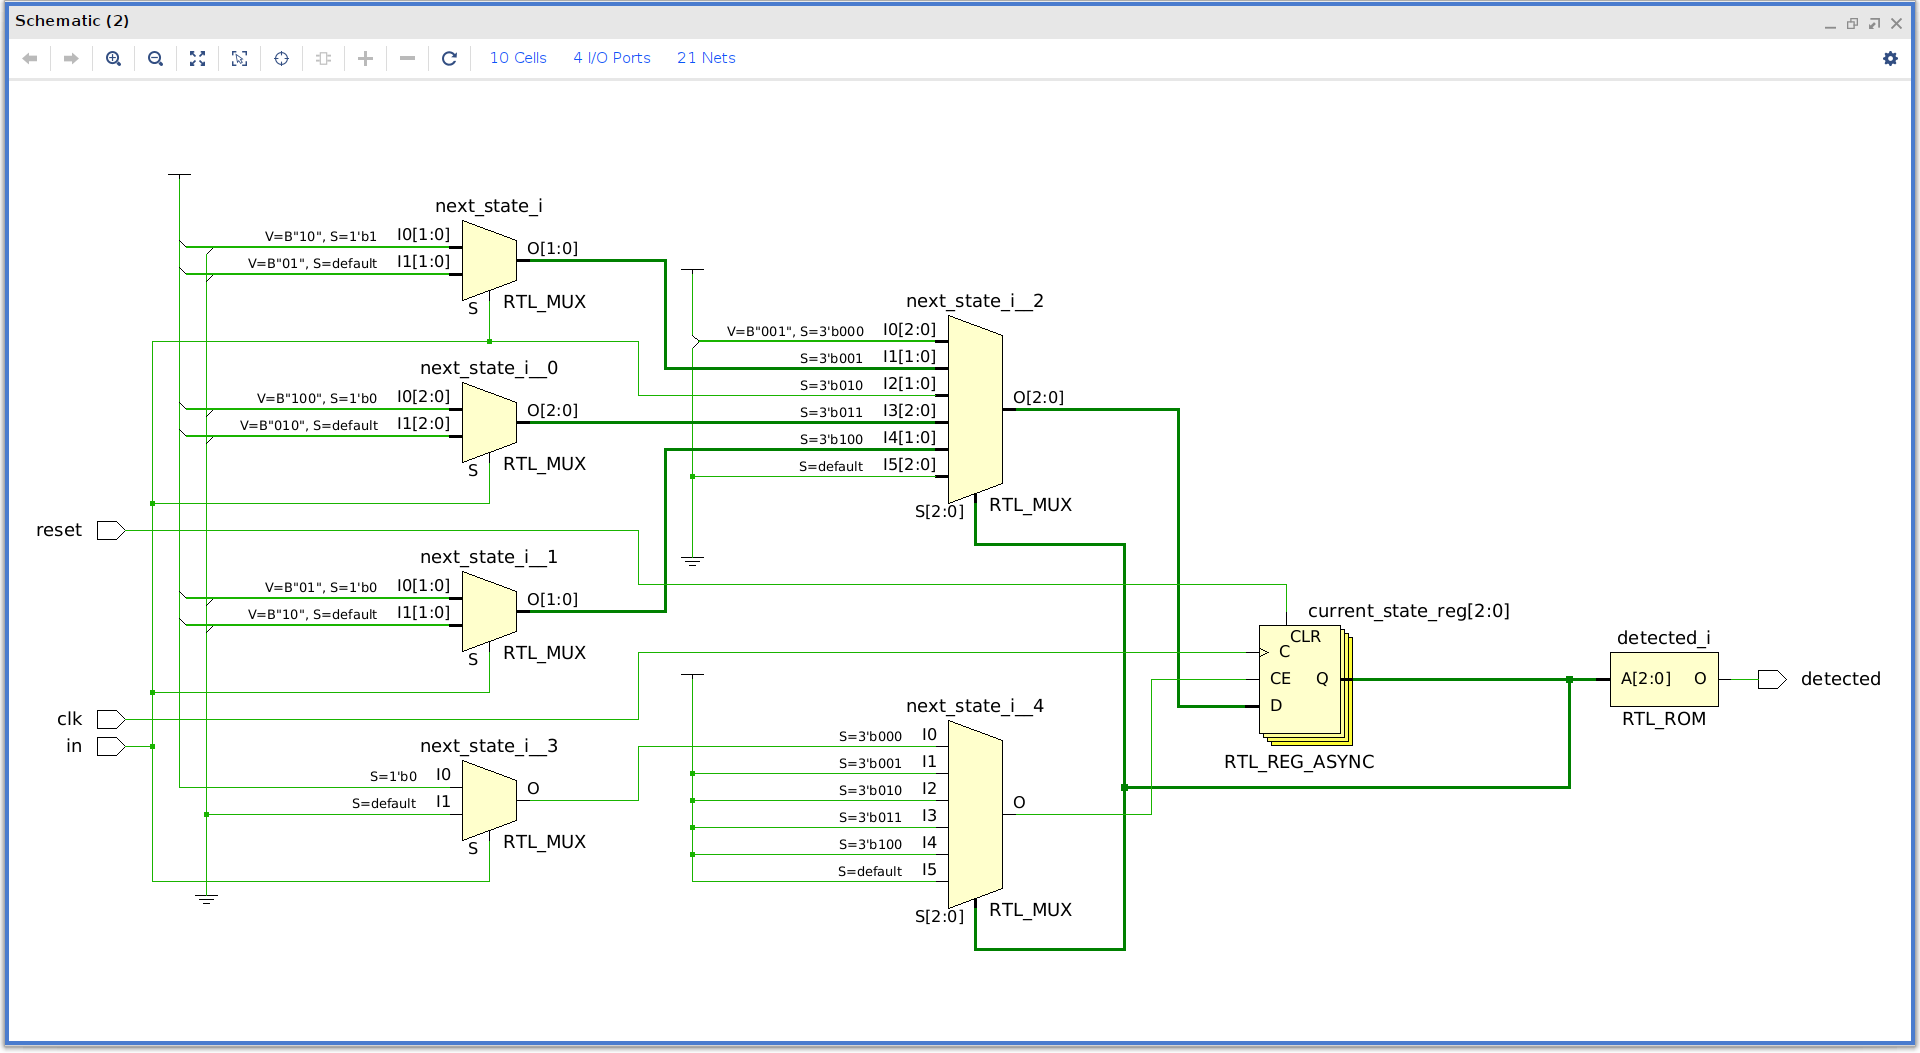 Schematic (2)
10 Cells 4 I/O Ports 21 Nets
next_state_i
V=B"10", S=1'b1 I0[1:0]
V=B"01", S=default I1[1:0]
O[1:0]
S
RTL_MUX
next_state_i__0
V=B"100", S=1'b0 I0[2:0]
V=B"010", S=default I1[2:0]
O[2:0]
S
RTL_MUX
reset
next_state_i__1
V=B"01", S=1'b0 I0[1:0]
V=B"10", S=default I1[1:0]
O[1:0]
S
RTL_MUX
clk
in
next_state_i__3
S=1'b0 I0
S=default I1
O
S
RTL_MUX
next_state_i__2
V=B"001", S=3'b000 I0[2:0]
S=3'b001 I1[1:0]
S=3'b010 I2[1:0]
S=3'b011 I3[2:0]
S=3'b100 I4[1:0]
S=default I5[2:0]
O[2:0]
S[2:0]
RTL_MUX
next_state_i__4
S=3'b000 I0
S=3'b001 I1
S=3'b010 I2
S=3'b011 I3
S=3'b100 I4
S=default I5
O
S[2:0]
RTL_MUX
current_state_reg[2:0]
CLR
C
CE Q
D
RTL_REG_ASYNC
detected_i
A[2:0] O
RTL_ROM
detected